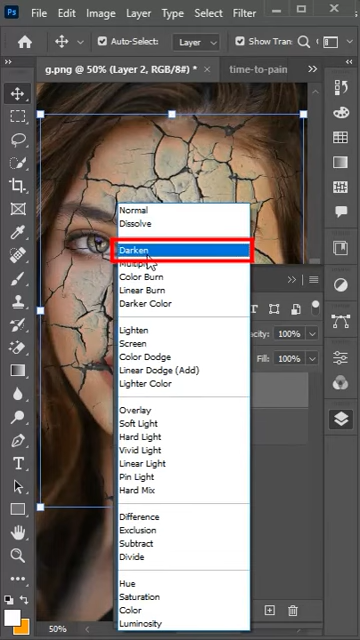 Ps File Edit Image Layer Type Select Filter
Auto-Select: Layer Show Tran
g.png @ 50% (Layer 2, RGB/8#) * time-to-pain
Normal
Dissolve
Darken
Multiply
Color Burn
Linear Burn
Darker Color
Lighten
Screen
Color Dodge
Linear Dodge (Add)
Lighter Color
Overlay
Soft Light
Hard Light
Vivid Light
Linear Light
Pin Light
Hard Mix
Difference
Exclusion
Subtract
Divide
Hue
Saturation
Color
Luminosity
T
acity: 100%
Fill: 100%
T
50%